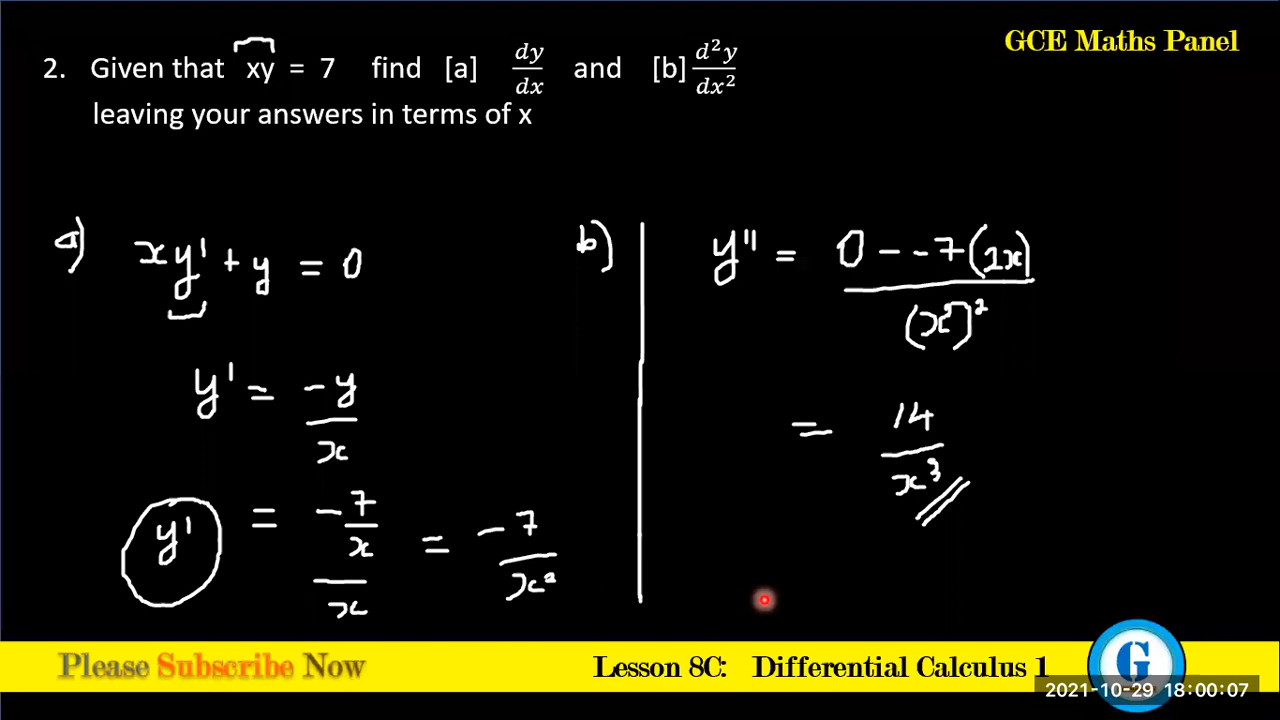 GCE Maths Panel
2. Given that xy = 7 find [a] dy/dx and [b] d²y/dx²
leaving your answers in terms of x
a) xy' + y = 0
y' = -y/x
y' = -7/x / x = -7/x²
b) y'' = 0 - -7(2x) / (x²)²
= 14/x³
Please Subscribe Now
Lesson 8C: Differential Calculus 1
G
2021-10-29 18:00:07